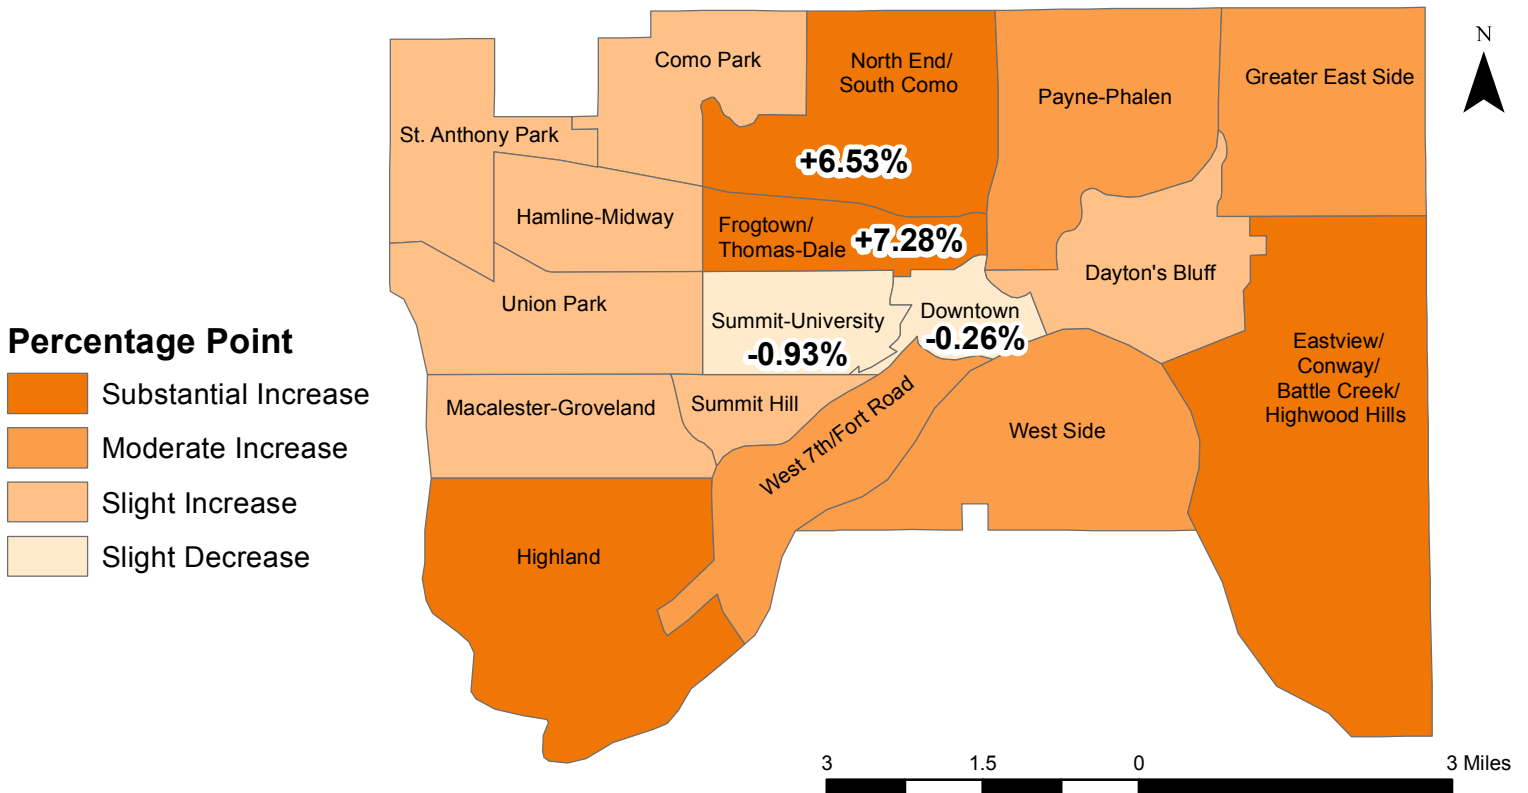 Como Park
North End/
South Como
Payne-Phalen
Greater East Side
N
St. Anthony Park
+6.53%
Hamline-Midway
Frogtown/
Thomas-Dale
+7.28%
Dayton's Bluff
Union Park
Summit-University
-0.93%
Downtown
-0.26%
Eastview/
Conway/
Battle Creek/
Highwood Hills
Macalester-Groveland
Summit Hill
West 7th/Fort Road
West Side
Highland
Percentage Point
Substantial Increase
Moderate Increase
Slight Increase
Slight Decrease
3 1.5 0 3 Miles